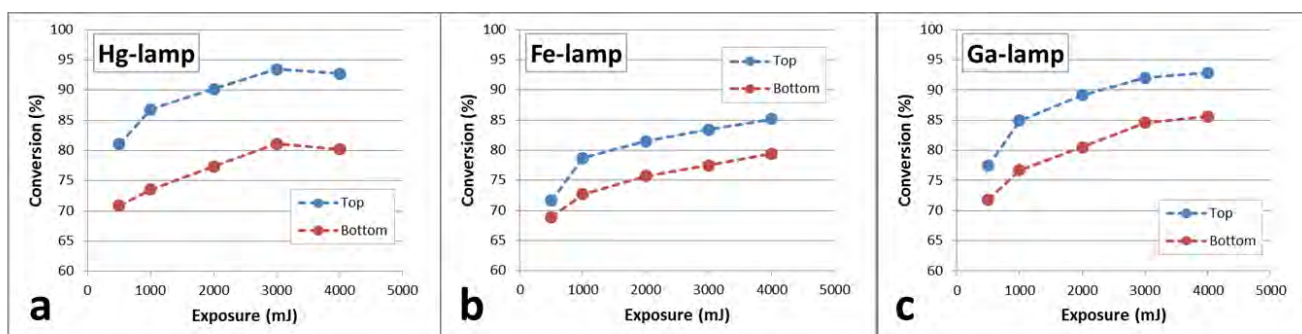 Hg-lamp
Conversion (%)
100
95
90
85
80
75
70
65
60
Top
Bottom
0
1000
2000
3000
4000
5000
Exposure (mJ)
a
Fe-lamp
Conversion (%)
100
95
90
85
80
75
70
65
60
Top
Bottom
0
1000
2000
3000
4000
5000
Exposure (mJ)
b
Ga-lamp
Conversion (%)
100
95
90
85
80
75
70
65
60
Top
Bottom
0
1000
2000
3000
4000
5000
Exposure (mJ)
c